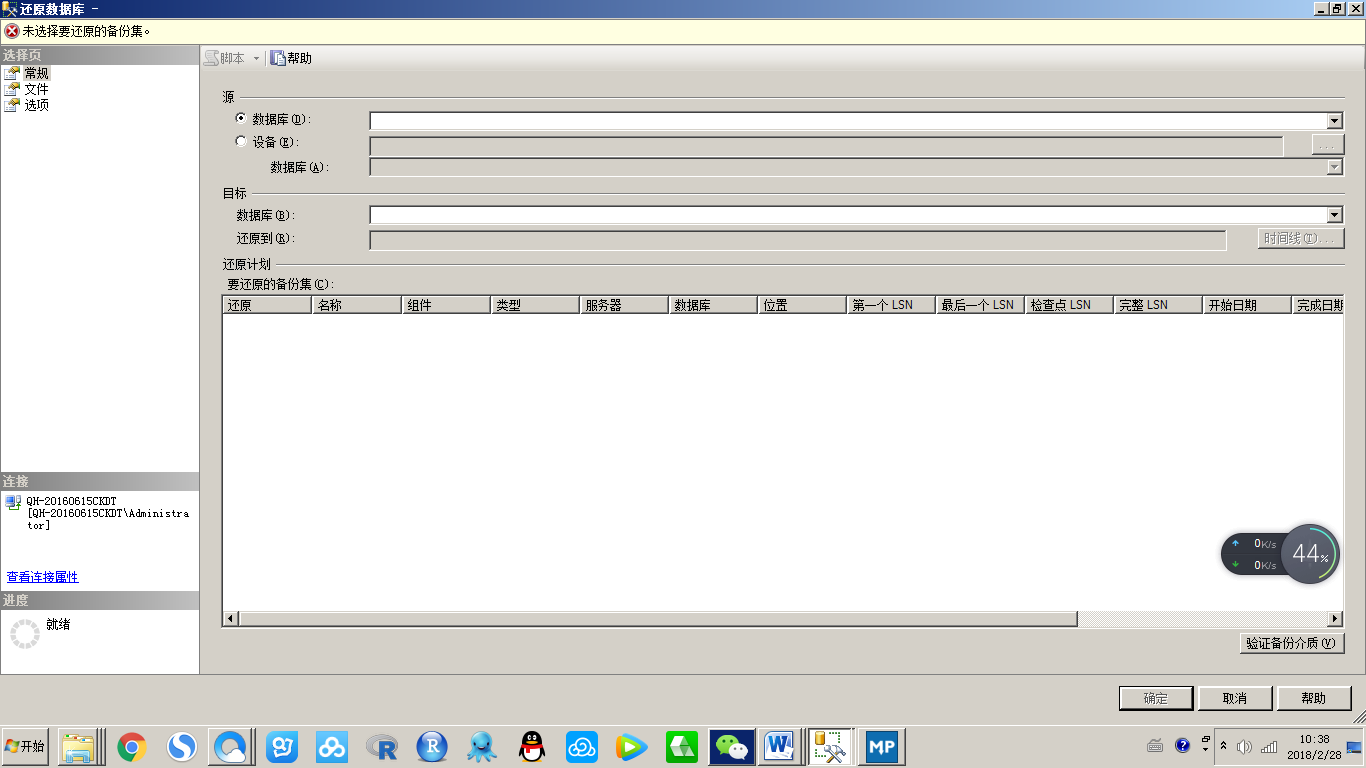 还原数据库 -
未选择要还原的备份集。
选择页
常规
文件
选项
脚本
帮助
源
数据库(D):
设备(E):
...
数据库(A):
目标
数据库(B):
还原到(R):
时间线(T)...
还原计划
要还原的备份集(C):
还原 名称 组件 类型 服务器 数据库 位置 第一个 LSN 最后一个 LSN 检查点 LSN 完整 LSN 开始日期 完成日期
连接
QH-20160615CKDT
[QH-20160615CKDT\Administra
tor]
查看连接属性
进度
就绪
0K/s
0K/s
44%
验证备份介质(V)
确定
取消
帮助
开始
R
R
W
MP
10:38
2018/2/28